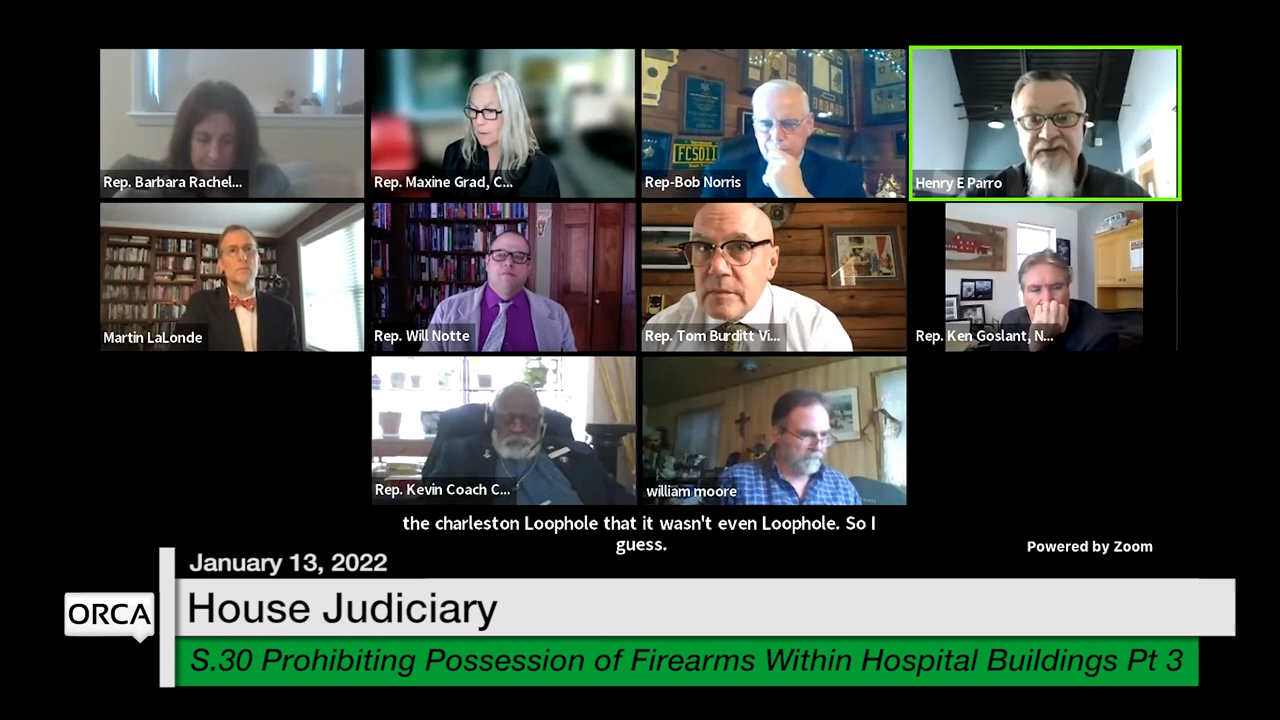 Rep. Barbara Rachel...
Rep. Maxine Grad, C...
Rep-Bob Norris
FCSO11
Henry E Parro
Martin LaLonde
Rep. Will Notte
Rep. Tom Burditt Vi...
Rep. Ken Goslant, N...
Rep. Kevin Coach C...
william moore
the charleston Loophole that it wasn't even Loophole. So I
guess.
Powered by Zoom
January 13, 2022
ORCA
House Judiciary
S.30 Prohibiting Possession of Firearms Within Hospital Buildings Pt 3